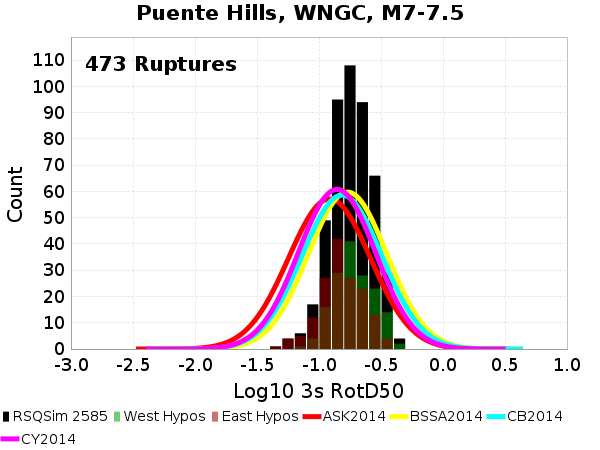 Puente Hills, WNGC, M7-7.5
473 Ruptures
Count
110
100
90
80
70
60
50
40
30
20
10
0
-3.0 -2.5 -2.0 -1.5 -1.0 -0.5 0.0 0.5 1.0
Log10 3s RotD50
RSQSim 2585 West Hypos East Hypos ASK2014 BSSA2014 CB2014
CY2014